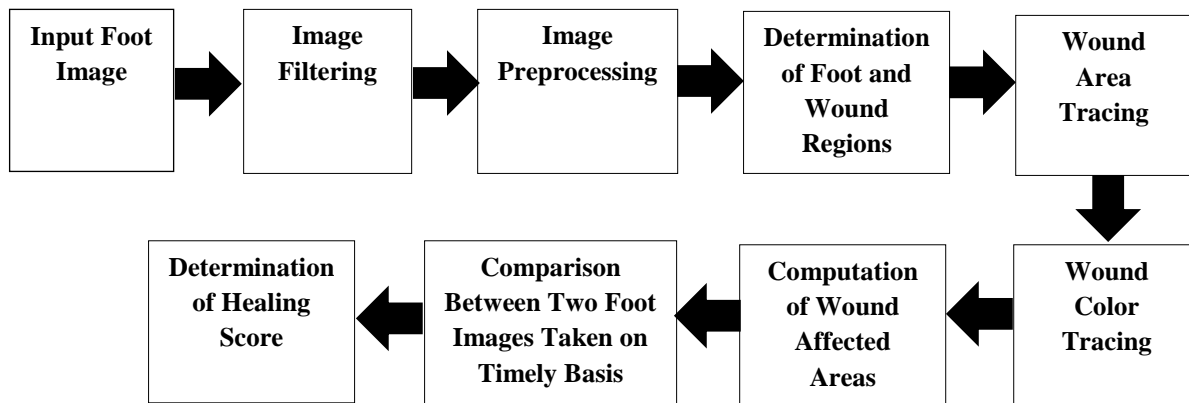 Input Foot
Image
Image
Filtering
Image
Preprocessing
Determination
of Foot and
Wound
Regions
Wound
Area
Tracing
Wound
Color
Tracing
Computation
of Wound
Affected
Areas
Comparison
Between Two Foot
Images Taken on
Timely Basis
Determination
of Healing
Score